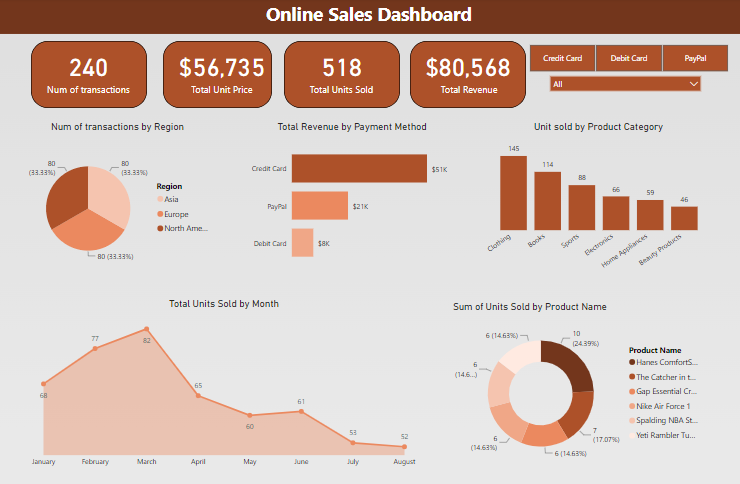 Online Sales Dashboard
240
Num of transactions
$56,735
Total Unit Price
518
Total Units Sold
$80,568
Total Revenue
Credit Card
Debit Card
PayPal
All
Num of transactions by Region
80
(33.33%)
80
(33.33%)
80 (33.33%)
Region
Asia
Europe
North Ame...
Total Revenue by Payment Method
Credit Card
$51K
PayPal
$21K
Debit Card
$8K
Unit sold by Product Category
145
114
88
66
59
46
Clothing
Books
Sports
Electronics
Home Appliances
Beauty Products
Total Units Sold by Month
68
77
82
65
60
61
53
52
January
February
March
April
May
June
July
August
Sum of Units Sold by Product Name
10
(24.39%)
7
(17.07%)
6 (14.63%)
6
(14.63%)
6
(14.6...)
6 (14.63%)
Product Name
Hanes ComfortS...
The Catcher in t...
Gap Essential Cr...
Nike Air Force 1
Spalding NBA St...
Yeti Rambler Tu...